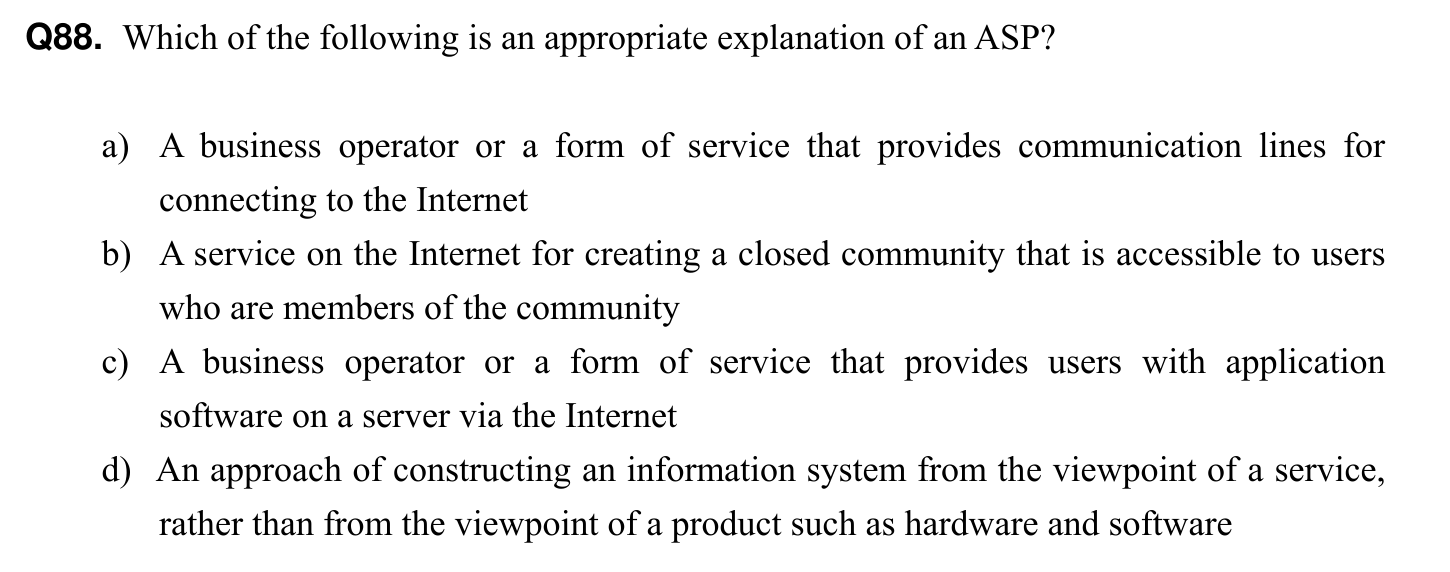 Q88. Which of the following is an appropriate explanation of an ASP?
a) A business operator or a form of service that provides communication lines for
connecting to the Internet
b) A service on the Internet for creating a closed community that is accessible to users
who are members of the community
c) A business operator or a form of service that provides users with application
software on a server via the Internet
d) An approach of constructing an information system from the viewpoint of a service,
rather than from the viewpoint of a product such as hardware and software